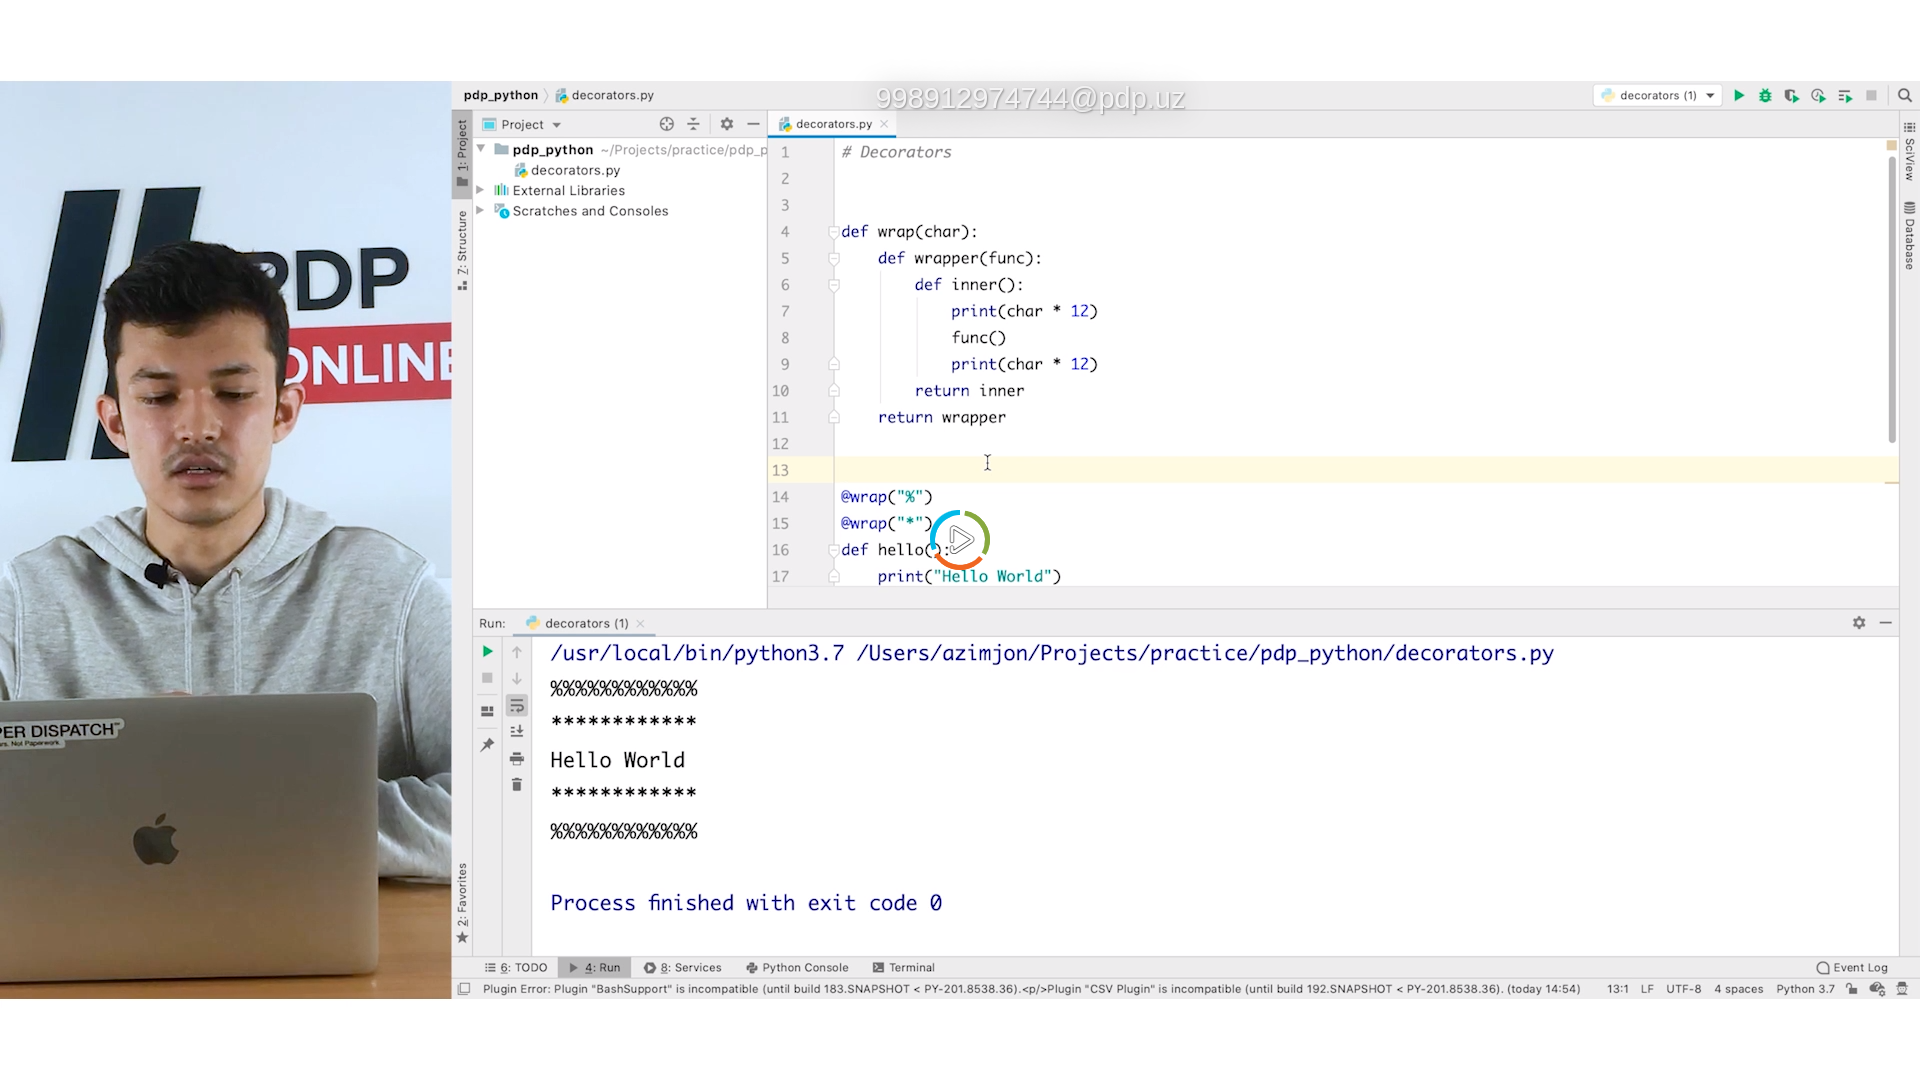 998912974744@pdp.uz
PDP
ONLINE
PER DISPATCH
rs. Not Paperwork.
pdp_python
decorators.py
decorators (1)
1: Project
7: Structure
2: Favorites
Project
pdp_python ~/Projects/practice/pdp_p
decorators.py
External Libraries
Scratches and Consoles
decorators.py
1 # Decorators
2
3
4 def wrap(char):
5 def wrapper(func):
6 def inner():
7 print(char * 12)
8 func()
9 print(char * 12)
10 return inner
11 return wrapper
12
13
14 @wrap("%")
15 @wrap("*")
16 def hello():
17 print("Hello World")
SciView
Database
Run: decorators (1)
/usr/local/bin/python3.7 /Users/azimjon/Projects/practice/pdp_python/decorators.py
%%%%%%%%%%%%
************
Hello World
************
%%%%%%%%%%%%
Process finished with exit code 0
6: TODO 4: Run 8: Services Python Console Terminal Event Log
Plugin Error: Plugin "BashSupport" is incompatible (until build 183.SNAPSHOT < PY-201.8538.36).<p/>Plugin "CSV Plugin" is incompatible (until build 192.SNAPSHOT < PY-201.8538.36). (today 14:54) 13:1 LF UTF-8 4 spaces Python 3.7